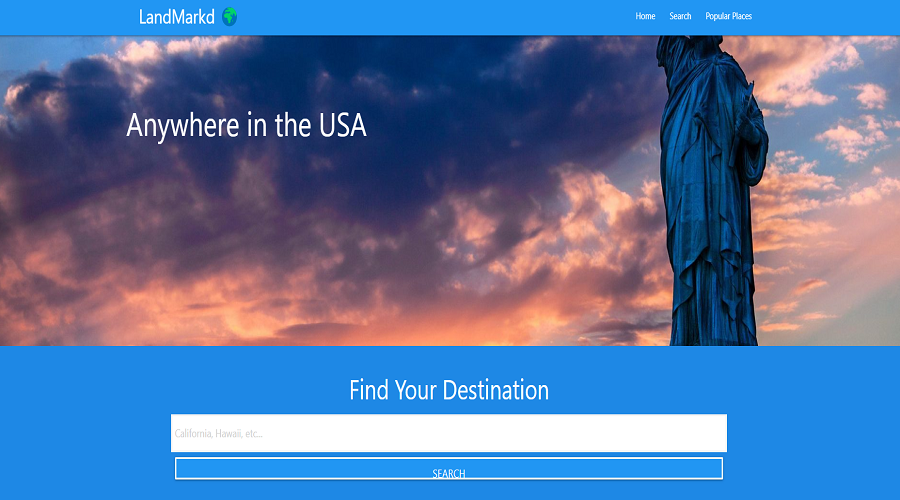 LandMarkd
Home Search Popular Places
Anywhere in the USA
Find Your Destination
California, Hawaii, etc...
SEARCH